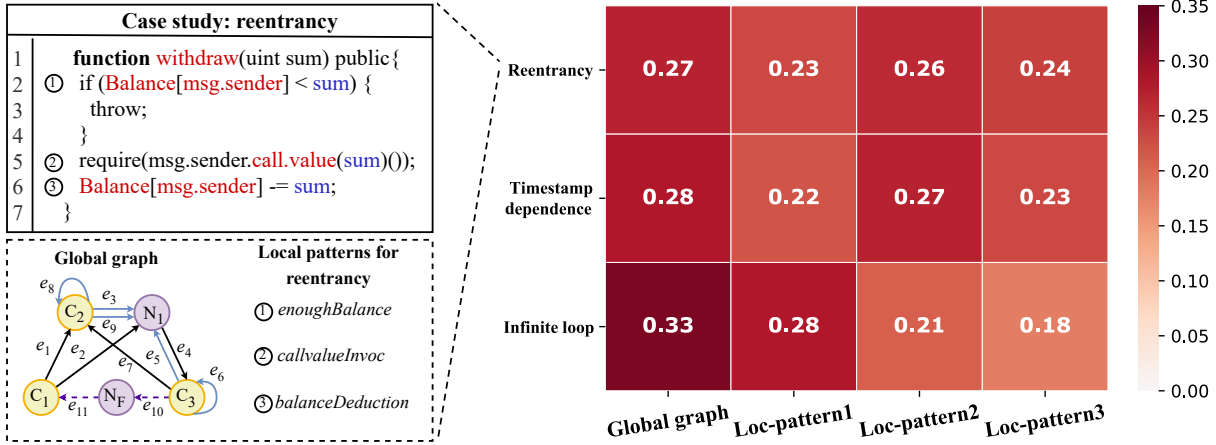 Case study: reentrancy
1 function withdraw(uint sum) public{
2 ① if (Balance[msg.sender] < sum) {
3 throw;
4 }
5 ② require(msg.sender.call.value(sum)());
6 ③ Balance[msg.sender] -= sum;
7 }
Global graph
e8
e3
C2
N1
e9
e1
e2
e7
e5
e4
e6
C1
NF
C3
e11
e10
Local patterns for
reentrancy
① enoughBalance
② callvalueInvoc
③ balanceDeduction
Reentrancy
0.27 0.23 0.26 0.24
Timestamp
dependence
0.28 0.22 0.27 0.23
Infinite loop
0.33 0.28 0.21 0.18
Global graph Loc-pattern1 Loc-pattern2 Loc-pattern3
0.35
0.30
0.25
0.20
0.15
0.10
0.05
0.00